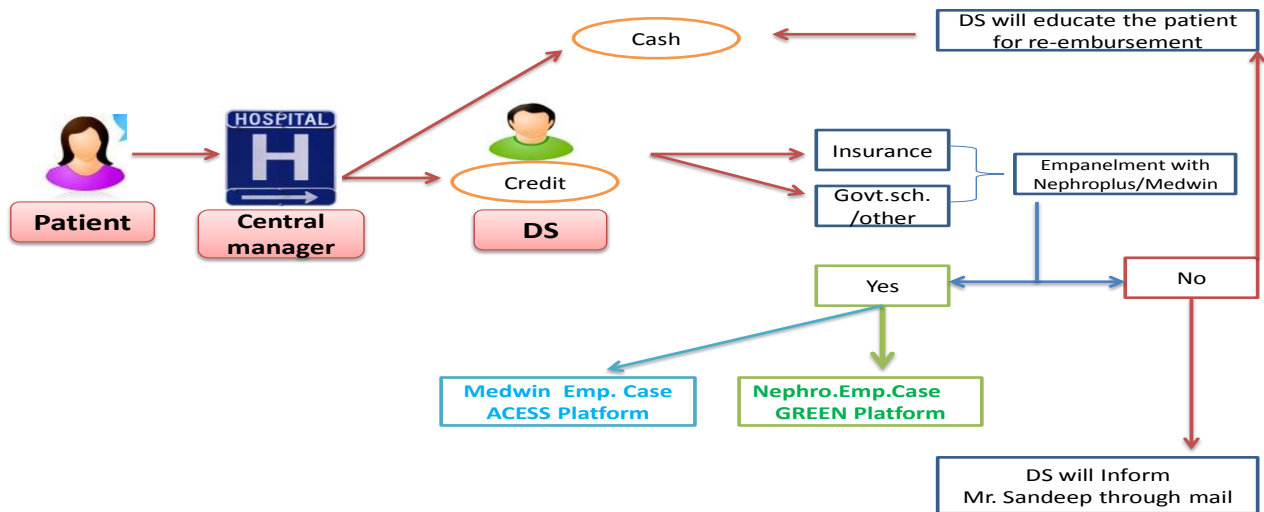 Cash
DS will educate the patient
for re-embursement
HOSPITAL
H
Patient
Central
manager
Credit
DS
Insurance
Govt.sch.
/other
Empanelment with
Nephroplus/Medwin
Yes
No
Medwin Emp. Case
ACESS Platform
Nephro.Emp.Case
GREEN Platform
DS will Inform
Mr. Sandeep through mail